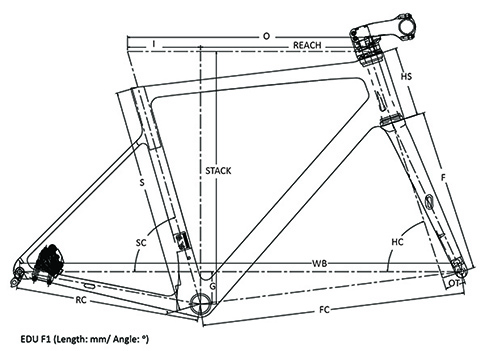 O
I
REACH
HS
F
STACK
S
SC
HC
WB
G
OT
RC
FC
EDU F1 (Length: mm/ Angle: °)